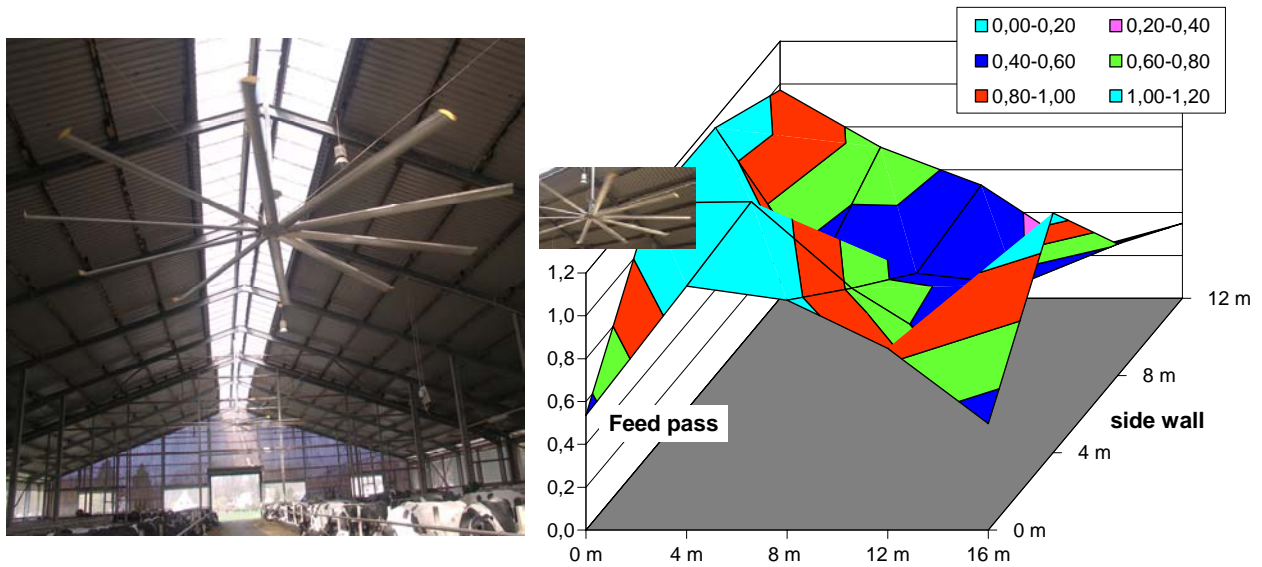 0,00-0,20 0,20-0,40
0,40-0,60 0,60-0,80
0,80-1,00 1,00-1,20
1,2
1,0
0,8
0,6
0,4
0,2
0,0
Feed pass
side wall
12 m
8 m
4 m
0 m
0 m 4 m 8 m 12 m 16 m